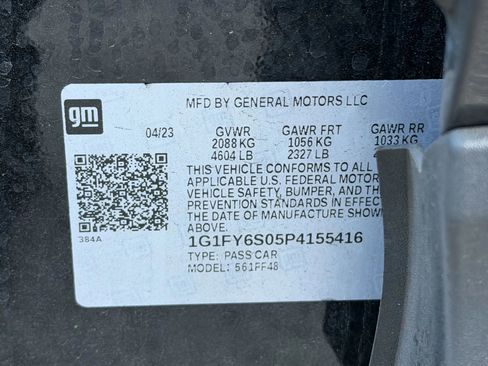 gm
MFD BY GENERAL MOTORS LLC
04/23 GVWR GAWR FRT GAWR RR
2088 KG 1056 KG 1033 KG
4604 LB 2327 LB
THIS VEHICLE CONFORMS TO ALL
APPLICABLE U.S. FEDERAL MOTOR
VEHICLE SAFETY, BUMPER, AND THE
PREVENTION STANDARDS IN EFFECT
THE DATE OF MANUFACTURE SHOWN
384A
1G1FY6S05P4155416
TYPE: PASS CAR
MODEL: 561FF48